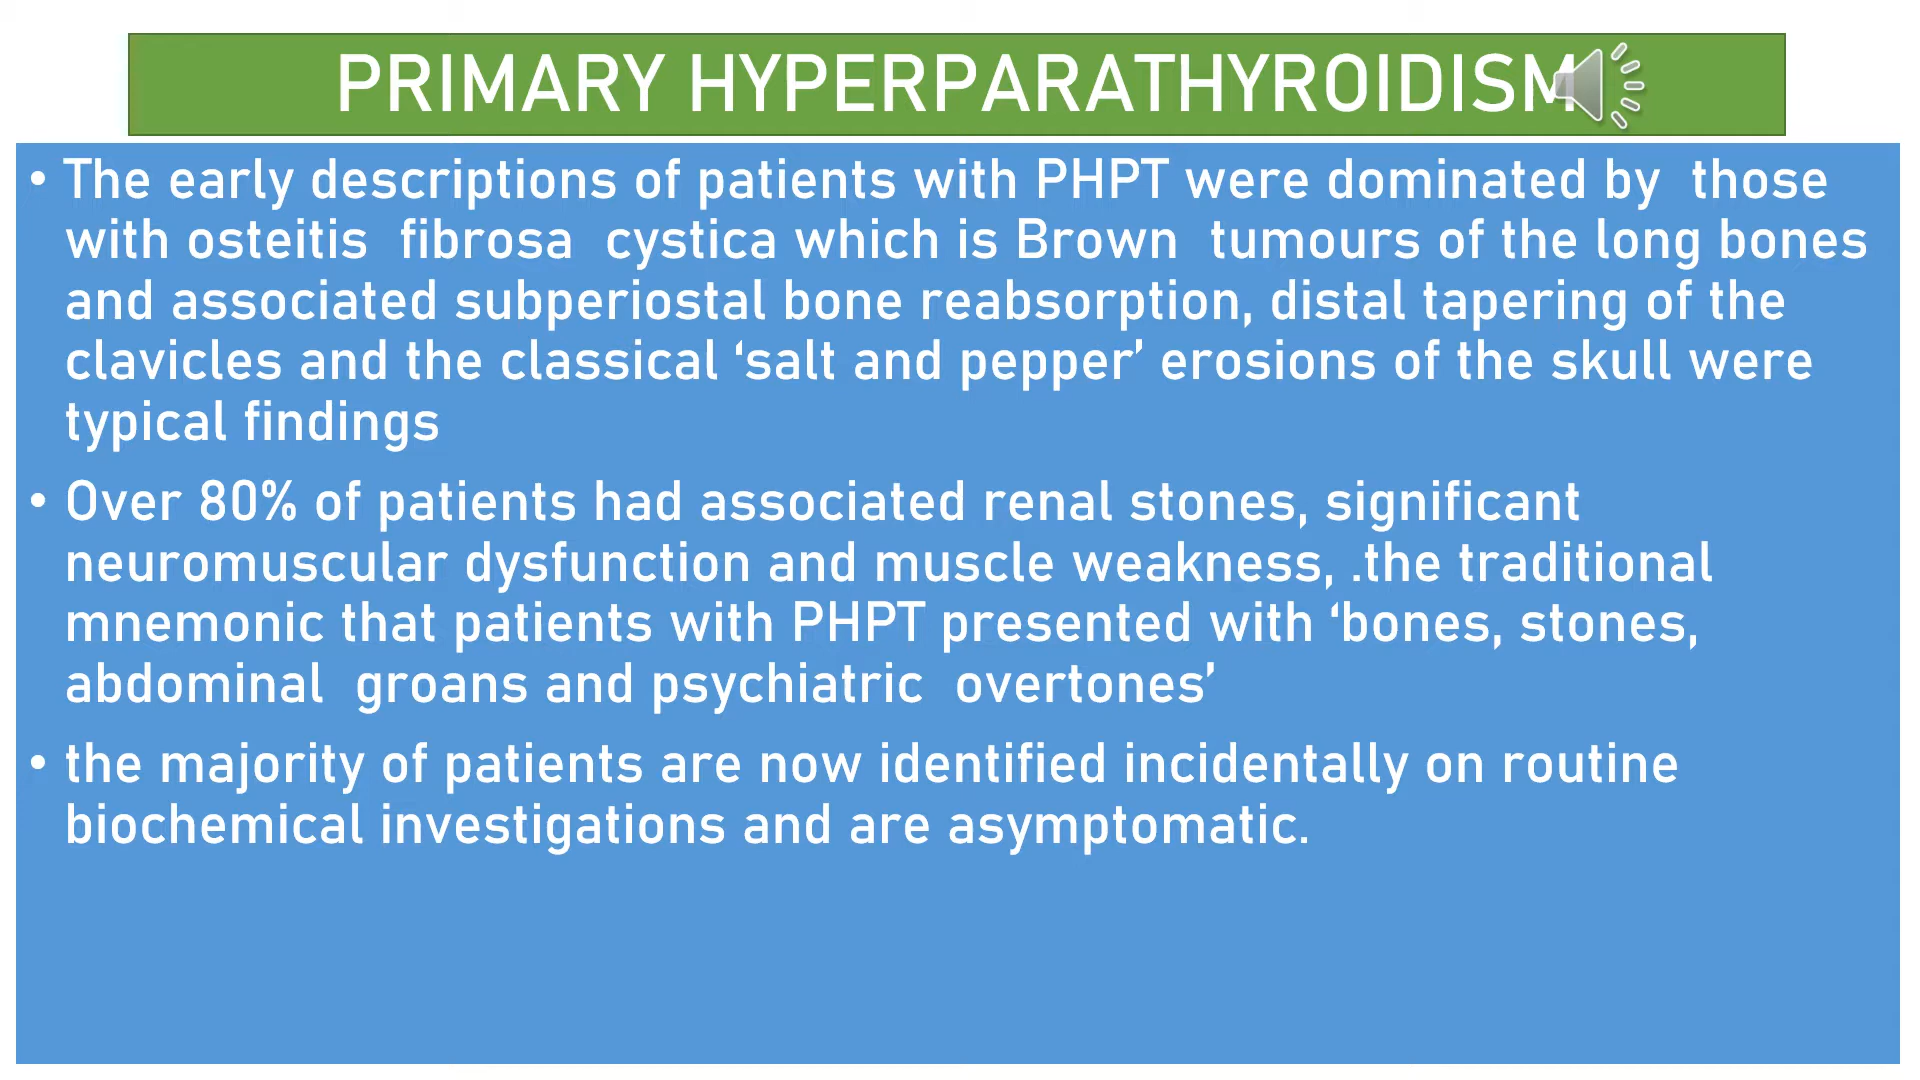 PRIMARY HYPERPARATHYROIDISM
• The early descriptions of patients with PHPT were dominated by those
with osteitis fibrosa cystica which is Brown tumours of the long bones
and associated subperiostal bone reabsorption, distal tapering of the
clavicles and the classical ‘salt and pepper’ erosions of the skull were
typical findings
• Over 80% of patients had associated renal stones, significant
neuromuscular dysfunction and muscle weakness, .the traditional
mnemonic that patients with PHPT presented with ‘bones, stones,
abdominal groans and psychiatric overtones’
• the majority of patients are now identified incidentally on routine
biochemical investigations and are asymptomatic.